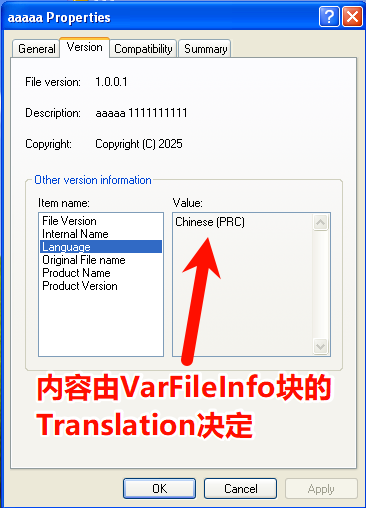 aaaaa Properties
General
Version
Compatibility
Summary
File version: 1.0.0.1
Description: aaaaa 1111111111
Copyright: Copyright (C) 2025
Other version information
Item name:
Value:
File Version
Internal Name
Language
Original File name
Product Name
Product Version
Chinese (PRC)
内容由VarFileInfo块的
Translation决定
OK
Cancel
Apply